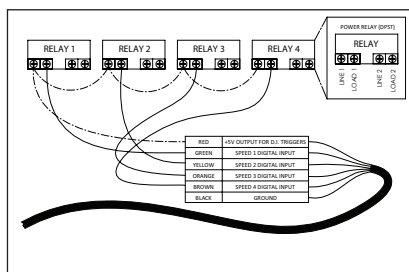 RELAY 1
RELAY 2
RELAY 3
RELAY 4
POWER RELAY (DPST)
RELAY
LINE 1
LOAD 1
LINE 2
LOAD 2
RED +5V OUTPUT FOR D.I. TRIGGERS
GREEN SPEED 1 DIGITAL INPUT
YELLOW SPEED 2 DIGITAL INPUT
ORANGE SPEED 3 DIGITAL INPUT
BROWN SPEED 4 DIGITAL INPUT
BLACK GROUND